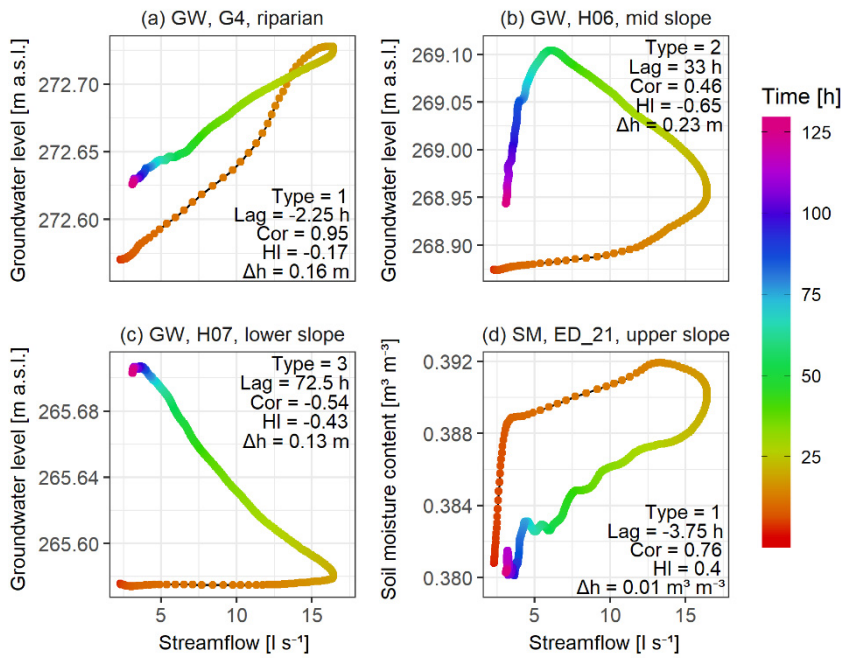 (a) GW, G4, riparian
Groundwater level [m a.s.l.]
272.70
272.65
272.60
Type = 1
Lag = -2.25 h
Cor = 0.95
HI = -0.17
Δh = 0.16 m
(b) GW, H06, mid slope
Groundwater level [m a.s.l.]
269.10
269.05
269.00
268.95
268.90
Type = 2
Lag = 33 h
Cor = 0.46
HI = -0.65
Δh = 0.23 m
Time [h]
125
100
75
50
25
(c) GW, H07, lower slope
Groundwater level [m a.s.l.]
265.68
265.64
265.60
Type = 3
Lag = 72.5 h
Cor = -0.54
HI = -0.43
Δh = 0.13 m
5
10
15
Streamflow [l s⁻¹]
(d) SM, ED_21, upper slope
Soil moisture content [m³ m⁻³]
0.392
0.388
0.384
0.380
Type = 1
Lag = -3.75 h
Cor = 0.76
HI = 0.4
Δh = 0.01 m³ m⁻³
5
10
15
Streamflow [l s⁻¹]